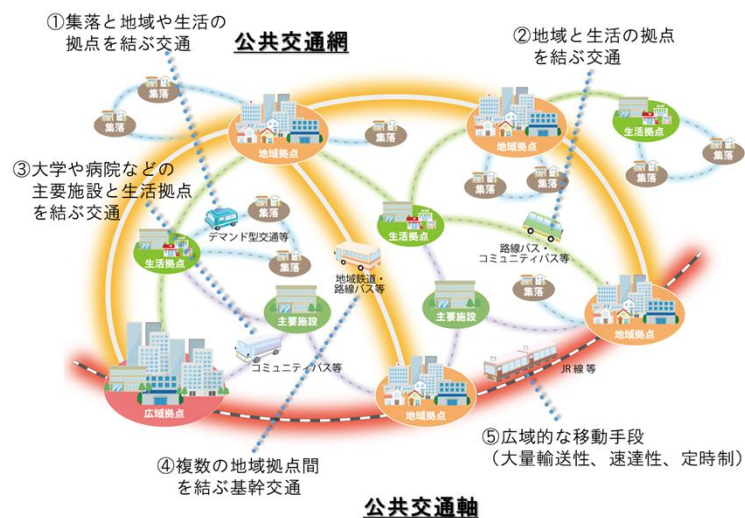 ①集落と地域や生活の
拠点を結ぶ交通
公共交通網
②地域と生活の拠点
を結ぶ交通
集落
集落
集落
地域拠点
集落
地域拠点
生活拠点
集落
集落
集落
集落
③大学や病院などの
主要施設と生活拠点
を結ぶ交通
集落
デマンド型交通等
生活拠点
集落
生活拠点
路線バス・
コミュニティバス等
地域鉄道・
路線バス等
集落
主要施設
主要施設
地域拠点
コミュニティバス等
JR線等
広域拠点
地域拠点
⑤広域的な移動手段
（大量輸送性、速達性、定時制）
④複数の地域拠点間
を結ぶ基幹交通
公共交通軸